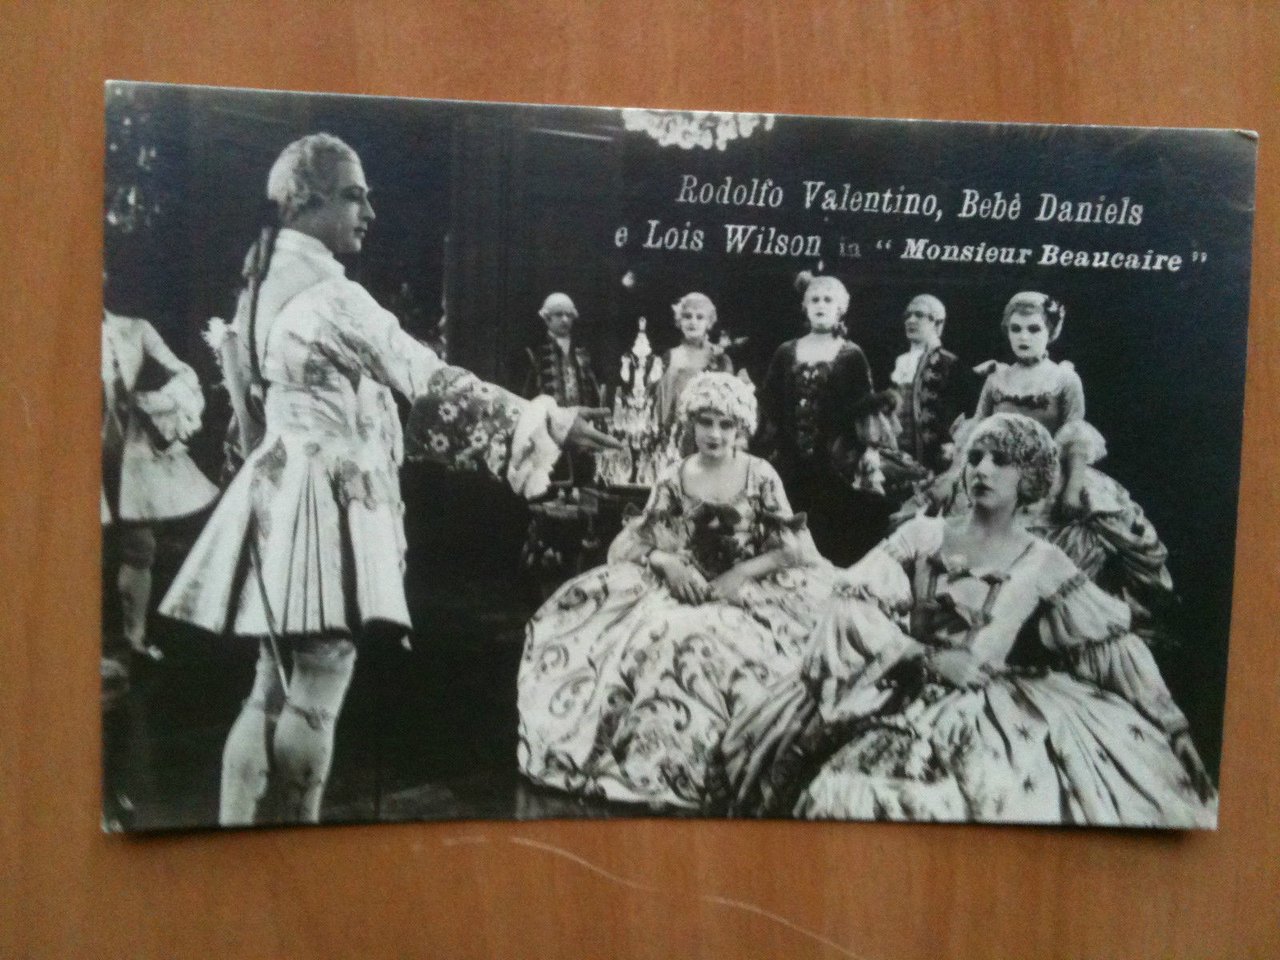 Rodolfo Valentino, Bebè Daniels
e Lois Wilson in "Monsieur Beaucaire"